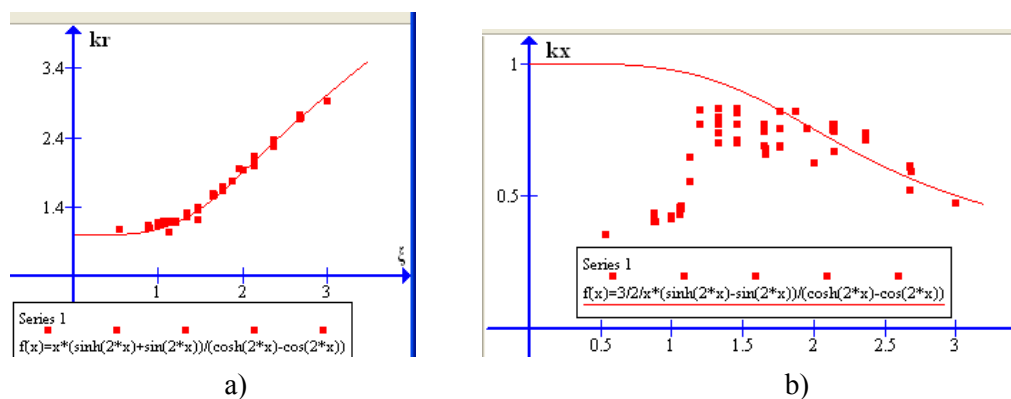 kr
3.4
2.4
1.4
1
2
3
ξ
Series 1
f(x)=x*(sinh(2*x)+sin(2*x))/(cosh(2*x)-cos(2*x))
a)
kx
1
0.5
Series 1
f(x)=3/2/x*(sinh(2*x)-sin(2*x))/(cosh(2*x)-cos(2*x))
0.5
1
1.5
2
2.5
3
b)